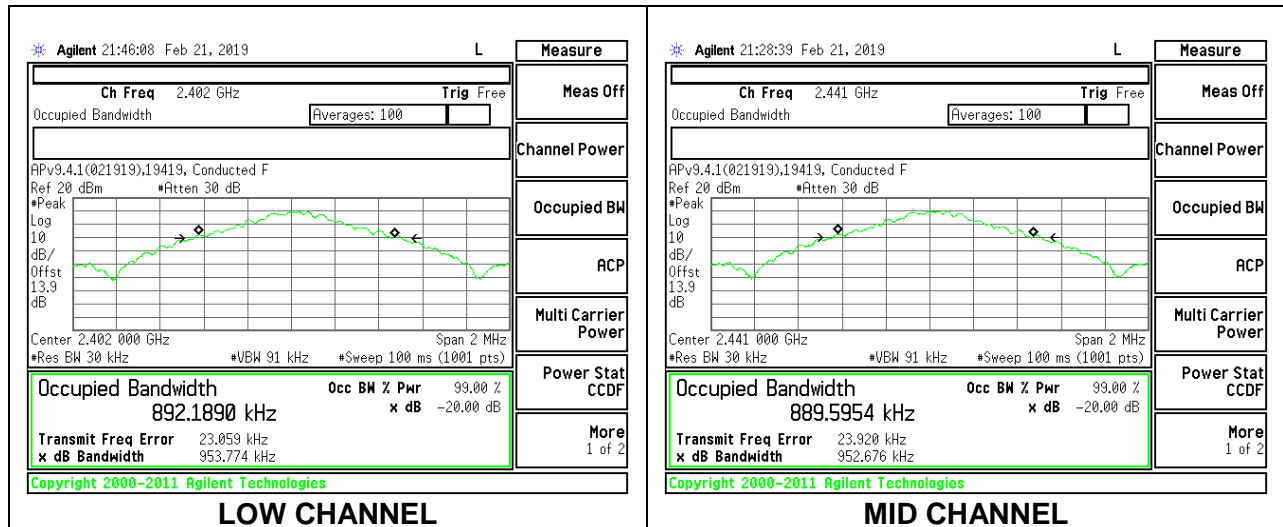 Agilent 21:46:08 Feb 21, 2019 L
Measure
Ch Freq 2.402 GHz Trig Free
Occupied Bandwidth Averages: 100
APv9.4.1(021919),19419, Conducted F
Ref 20 dBm #Atten 30 dB
#Peak
Log
10
dB/
Offst
13.9
dB
Center 2.402 000 GHz Span 2 MHz
#Res BW 30 kHz #VBW 91 kHz #Sweep 100 ms (1001 pts)
Occupied Bandwidth Occ BW % Pwr 99.00 %
892.1890 kHz x dB -20.00 dB
Transmit Freq Error 23.059 kHz
x dB Bandwidth 953.774 kHz
Copyright 2000-2011 Agilent Technologies
Meas Off
Channel Power
Occupied BW
ACP
Multi Carrier
Power
Power Stat
CCDF
More
1 of 2
LOW CHANNEL
Agilent 21:28:39 Feb 21, 2019 L
Measure
Ch Freq 2.441 GHz Trig Free
Occupied Bandwidth Averages: 100
APv9.4.1(021919),19419, Conducted F
Ref 20 dBm #Atten 30 dB
#Peak
Log
10
dB/
Offst
13.9
dB
Center 2.441 000 GHz Span 2 MHz
#Res BW 30 kHz #VBW 91 kHz #Sweep 100 ms (1001 pts)
Occupied Bandwidth Occ BW % Pwr 99.00 %
889.5954 kHz x dB -20.00 dB
Transmit Freq Error 23.920 kHz
x dB Bandwidth 952.676 kHz
Copyright 2000-2011 Agilent Technologies
Meas Off
Channel Power
Occupied BW
ACP
Multi Carrier
Power
Power Stat
CCDF
More
1 of 2
MID CHANNEL